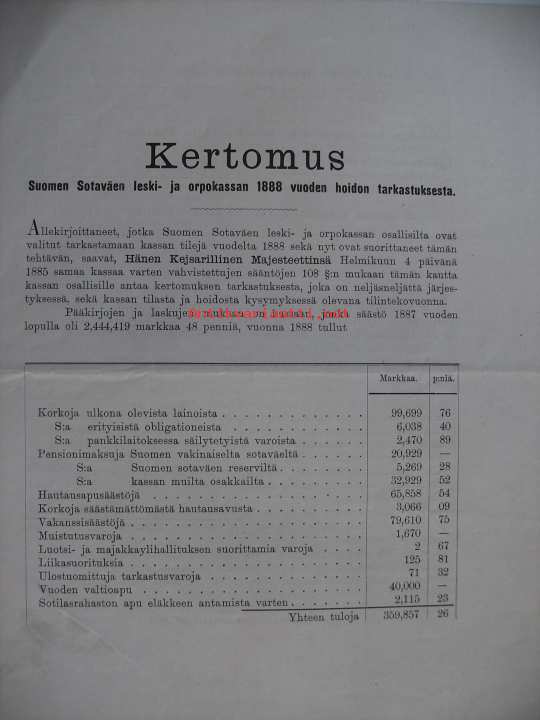 Kertomus
Suomen Sotaväen leski- ja orpokassan 1888 vuoden hoidon tarkastuksesta.
Allekirjoittaneet, jotka Suomen Sotaväen leski- ja orpokassan osallisilta ovat
valitut tarkastamaan kassan tilejä vuodelta 1888 sekä nyt ovat suorittaneet tämän
tehtävän, saavat, Hänen Kejsarillinen Majesteettinsä Helmikuun 4 päivänä
1885 samaa kassaa varten vahvistettujen sääntöjen 108 §:n mukaan tämän kautta
kassan osallisille antaa kertomuksen tarkastuksesta, joka on neljäsneljättä järjes-
tyksessä, sekä kassan tilasta ja hoidosta kysymyksessä olevana tilintekovuonna.
Pääkirjojen ja laskujen mukaan on kassan, jonka säästö 1887 vuoden
lopulla oli 2,444,419 markkaa 48 penniä, vuonna 1888 tullut
Markkaa. p:niä.
Korkoja ulkona olevista lainoista 99,699 76
S:a erityisistä obligationeista 6,038 40
S:a pankkilaitoksessa säilytetyistä varoista 2,470 89
Pensionimaksuja Suomen vakinaiselta sotaväeltä 20,929 —
S:a Suomen sotaväen reserviltä 5,269 28
S:a kassan muilta osakkailta 32,929 52
Hautausapusäästöjä 65,858 54
Korkoja säästämättömästä hautausavusta 3,066 09
Vakanssisäästöjä 79,610 75
Muistutusvaroja 1,670 —
Luotsi- ja majakkaylihallituksen suorittamia varoja 2 67
Liikasuorituksia 125 81
Ulostuomittuja tarkastusvaroja 71 32
Vuoden valtioapu 40,000 —
Sotilasrahaston apu eläkkeen antamista varten 2,115 23
Yhteen tuloja 359,857 26